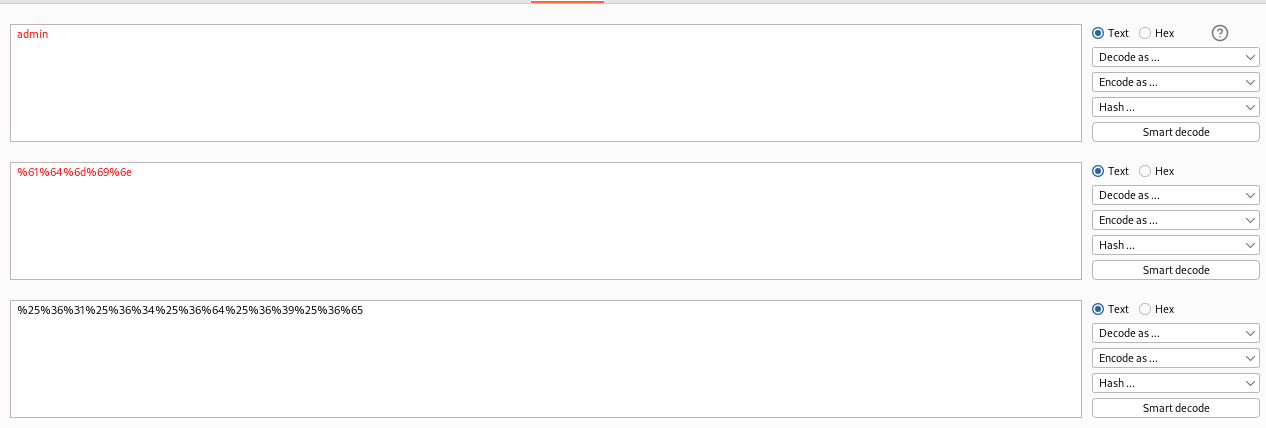 admin
Text Hex ?
Decode as ...
Encode as ...
Hash ...
Smart decode
%61%64%6d%69%6e
Text Hex
Decode as ...
Encode as ...
Hash ...
Smart decode
%25%36%31%25%36%34%25%36%64%25%36%39%25%36%65
Text Hex
Decode as ...
Encode as ...
Hash ...
Smart decode